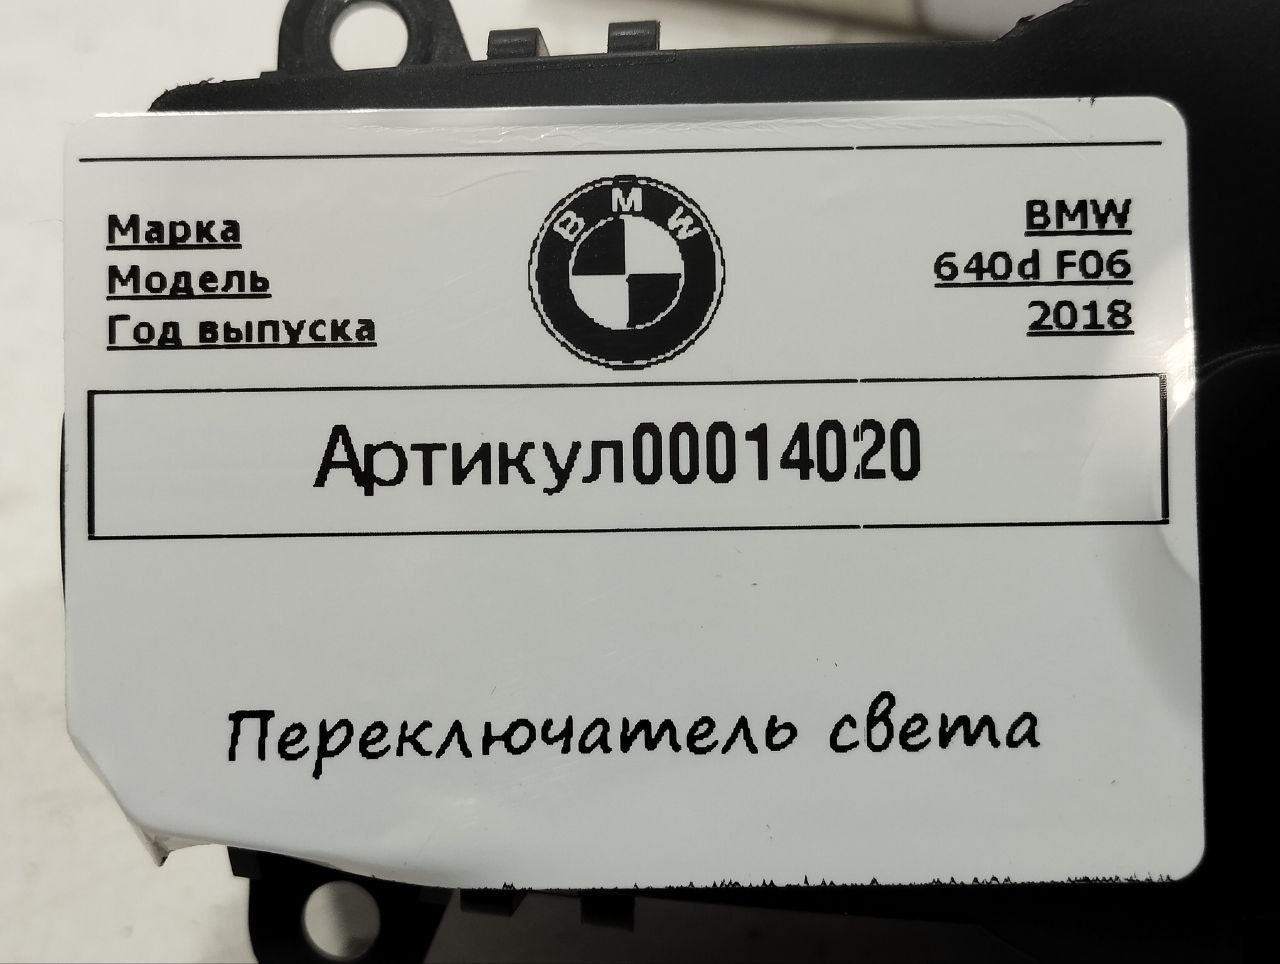 Марка BMW
Модель 640d F06
Год выпуска 2018
BMW
Артикул00014020
Переключатель света